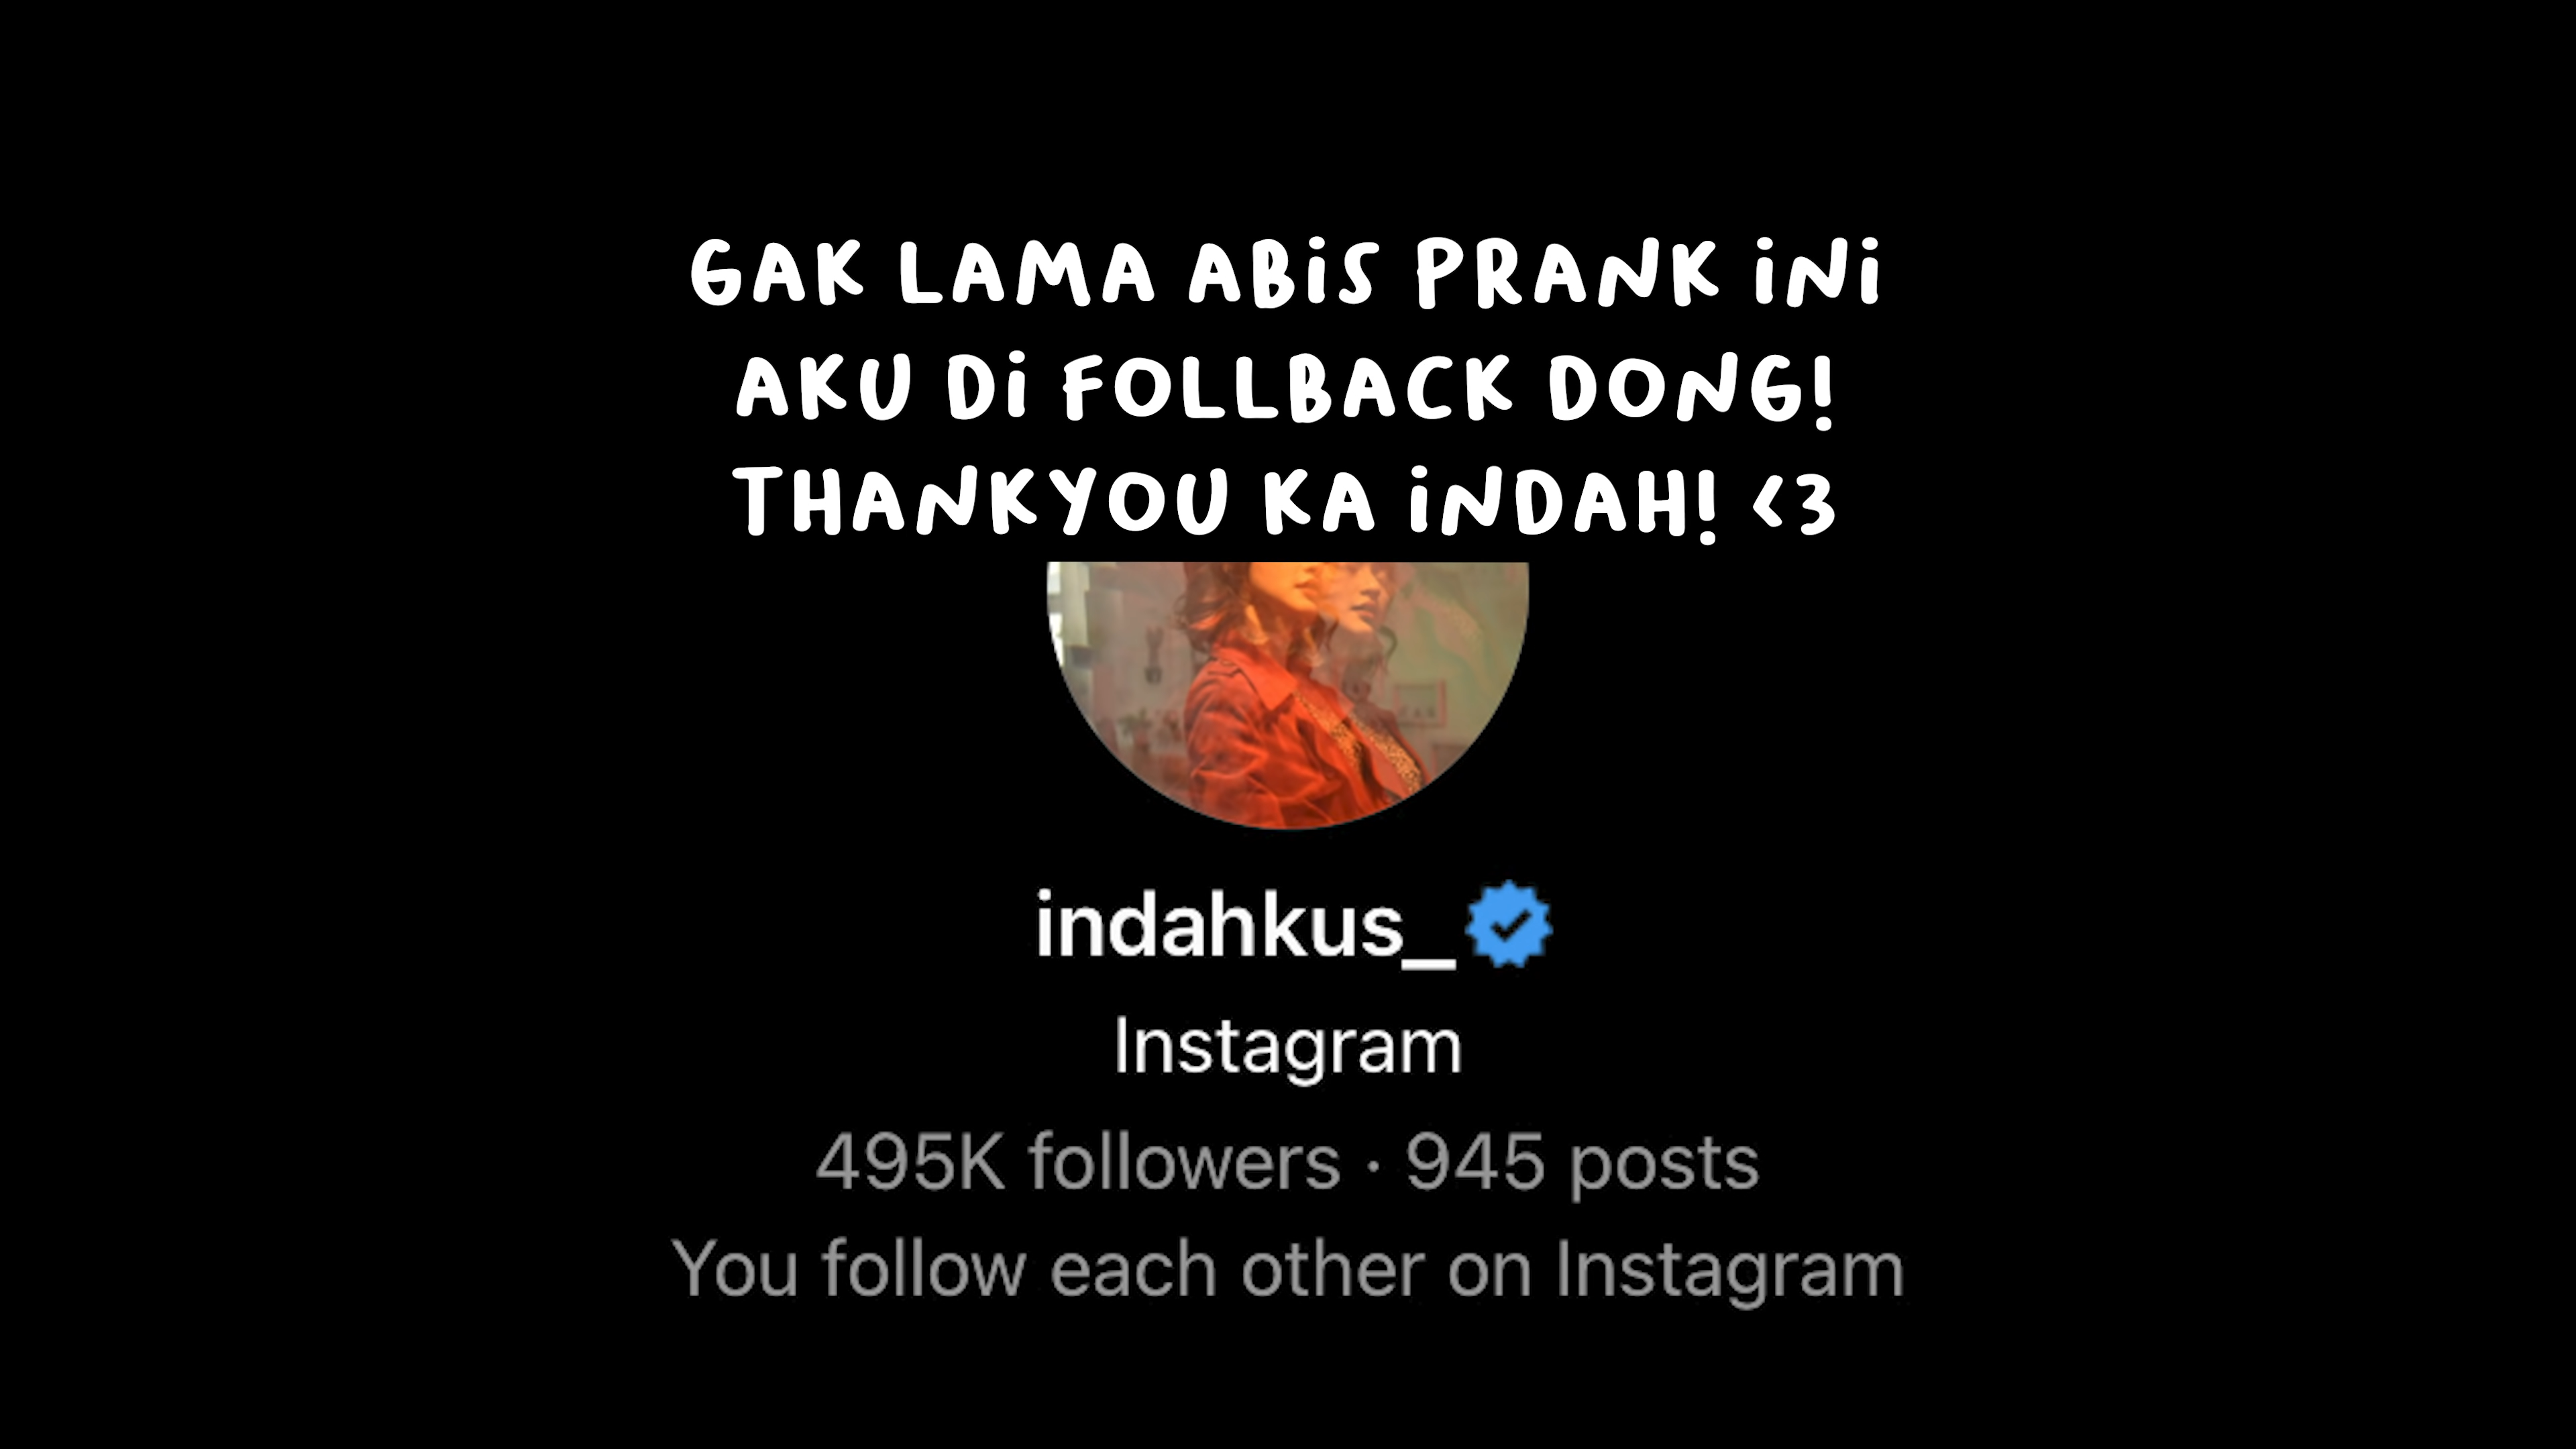 GAK LAMA ABIS PRANK INI
AKU DI FOLLBACK DONG!
THANKYOU KA INDAH! <3
indahkus_
Instagram
495K followers · 945 posts
You follow each other on Instagram